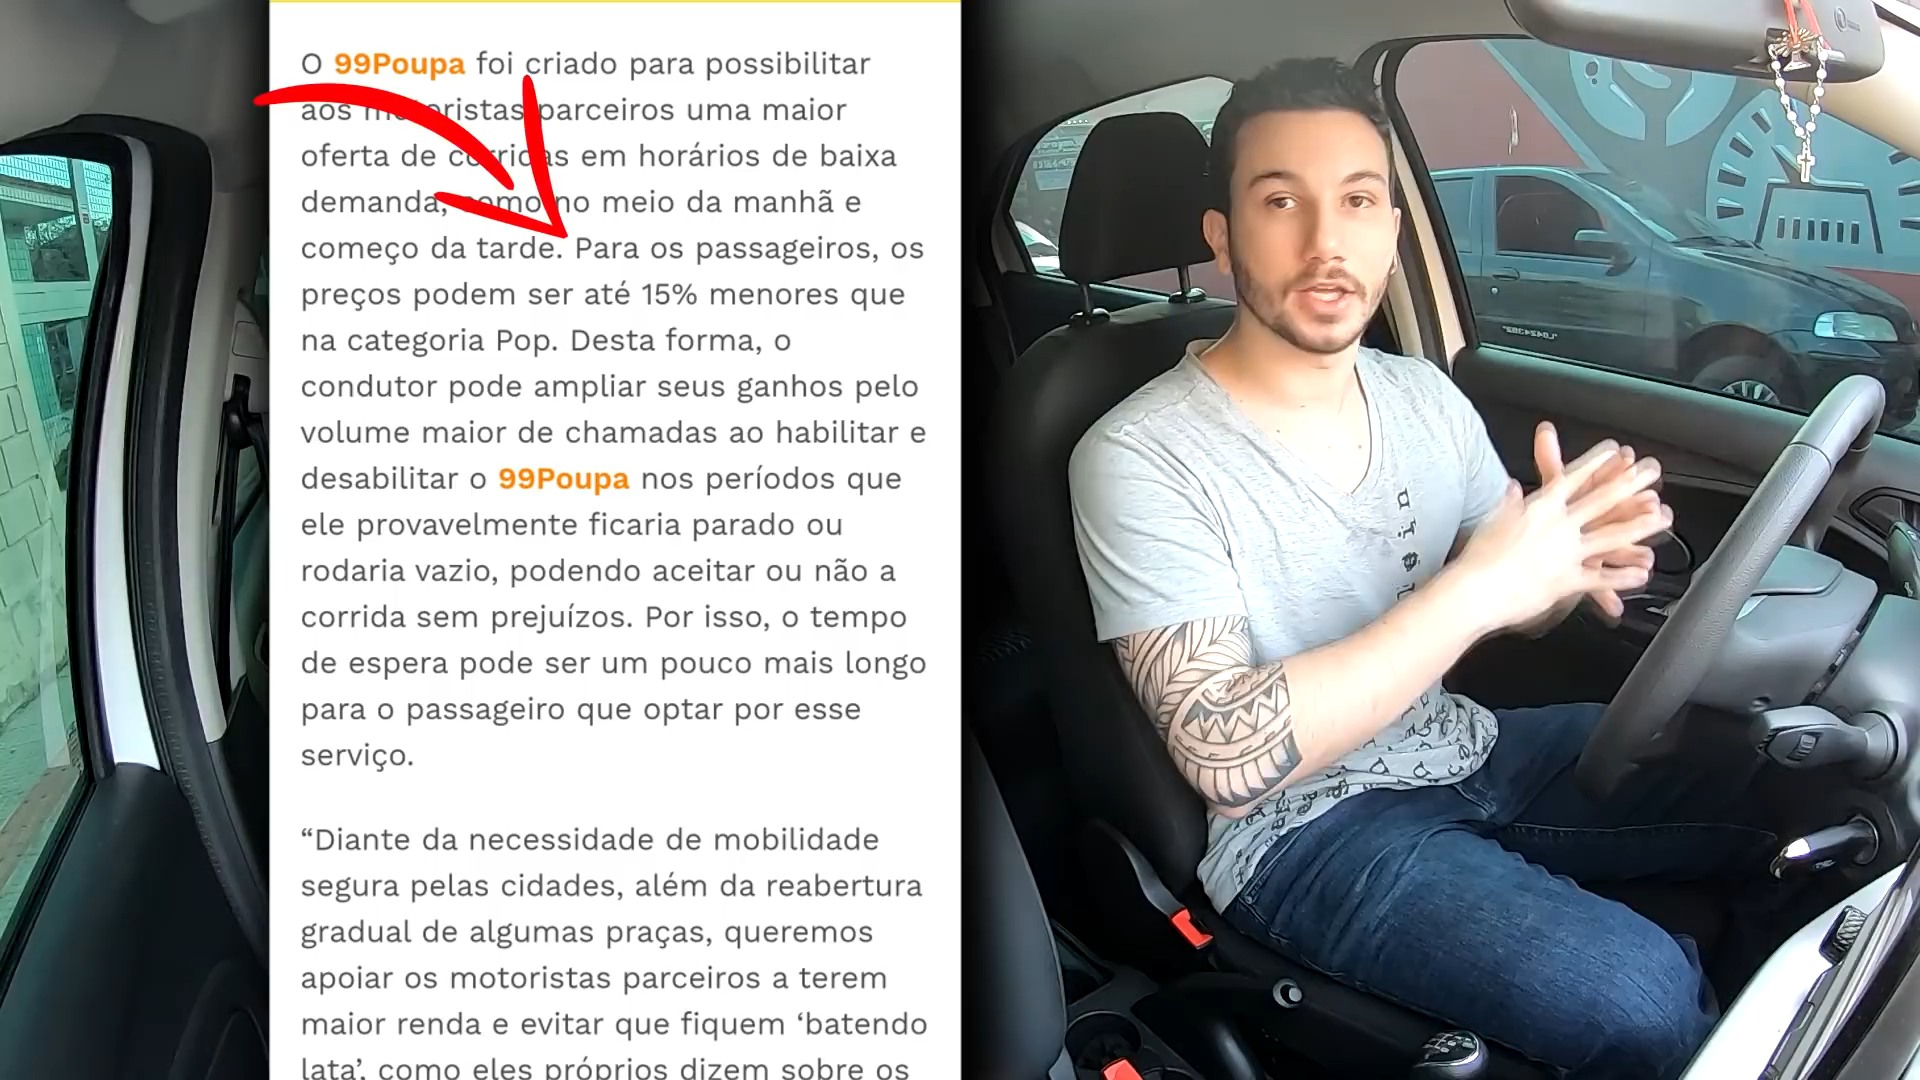 O 99Poupa foi criado para possibilitar
aos motoristas parceiros uma maior
oferta de corridas em horários de baixa
demanda, como no meio da manhã e
começo da tarde. Para os passageiros, os
preços podem ser até 15% menores que
na categoria Pop. Desta forma, o
condutor pode ampliar seus ganhos pelo
volume maior de chamadas ao habilitar e
desabilitar o 99Poupa nos períodos que
ele provavelmente ficaria parado ou
rodaria vazio, podendo aceitar ou não a
corrida sem prejuízos. Por isso, o tempo
de espera pode ser um pouco mais longo
para o passageiro que optar por esse
serviço.
“Diante da necessidade de mobilidade
segura pelas cidades, além da reabertura
gradual de algumas praças, queremos
apoiar os motoristas parceiros a terem
maior renda e evitar que fiquem ‘batendo
lata’, como eles próprios dizem sobre os